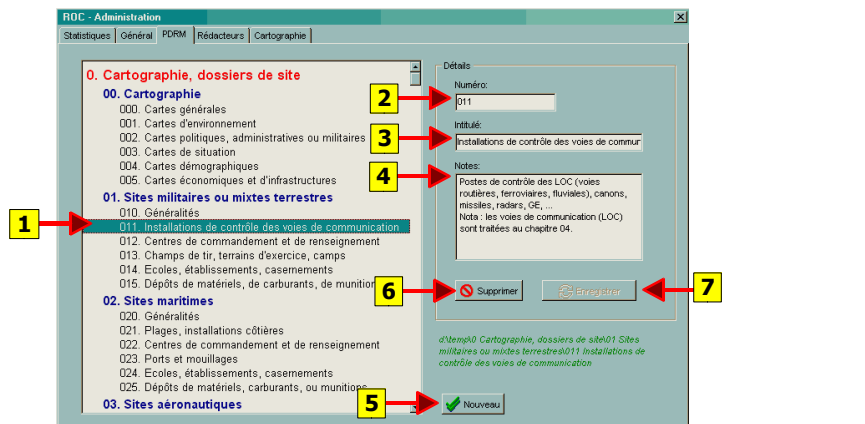 ROC - Administration
Statistiques Général PDRM Rédacteurs Cartographie
0. Cartographie, dossiers de site
00. Cartographie
000. Cartes générales
001. Cartes d'environnement
002. Cartes politiques, administratives ou militaires
003. Cartes de situation
004. Cartes démographiques
005. Cartes économiques et d'infrastructures
01. Sites militaires ou mixtes terrestres
010. Généralités
011. Installations de contrôle des voies de communication
012. Centres de commandement et de renseignement
013. Champs de tir, terrains d'exercice, camps
014. Ecoles, établissements, casernements
015. Dépôts de matériels, de carburants, de munition
02. Sites maritimes
020. Généralités
021. Plages, installations côtières
022. Centres de commandement et de renseignement
023. Ports et mouillages
024. Ecoles, établissements, casernements
025. Dépôts de matériels, carburants, ou munitions
03. Sites aéronautiques
1
Détails
Numéro:
2
011
Intitulé:
3
Installations de contrôle des voies de commun
Notes:
4
Postes de contrôle des LOC (voies
routières, ferroviaires, fluviales), canons,
missiles, radars, GE, ...
Nota : les voies de communication (LOC)
sont traitées au chapitre 04.
6
Supprimer
Enregistrer
7
d:\temp\0 Cartographie, dossiers de site\01 Sites
militaires ou mixtes terrestres\011 Installations de
contrôle des voies de communication
5
Nouveau